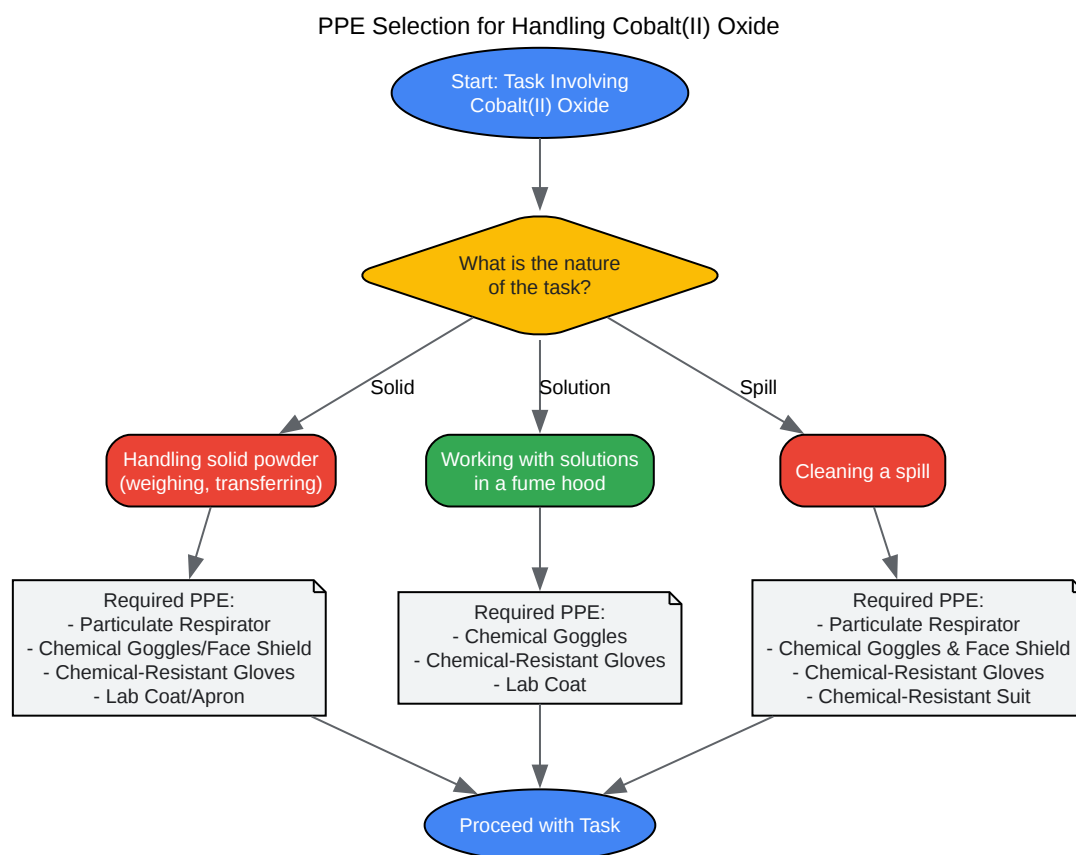 PPE Selection for Handling Cobalt(II) Oxide
Start: Task Involving
Cobalt(II) Oxide
What is the nature
of the task?
Solid
Solution
Spill
Handling solid powder
(weighing, transferring)
Working with solutions
in a fume hood
Cleaning a spill
Required PPE:
- Particulate Respirator
- Chemical Goggles/Face Shield
- Chemical-Resistant Gloves
- Lab Coat/Apron
Required PPE:
- Chemical Goggles
- Chemical-Resistant Gloves
- Lab Coat
Required PPE:
- Particulate Respirator
- Chemical Goggles & Face Shield
- Chemical-Resistant Gloves
- Chemical-Resistant Suit
Proceed with Task